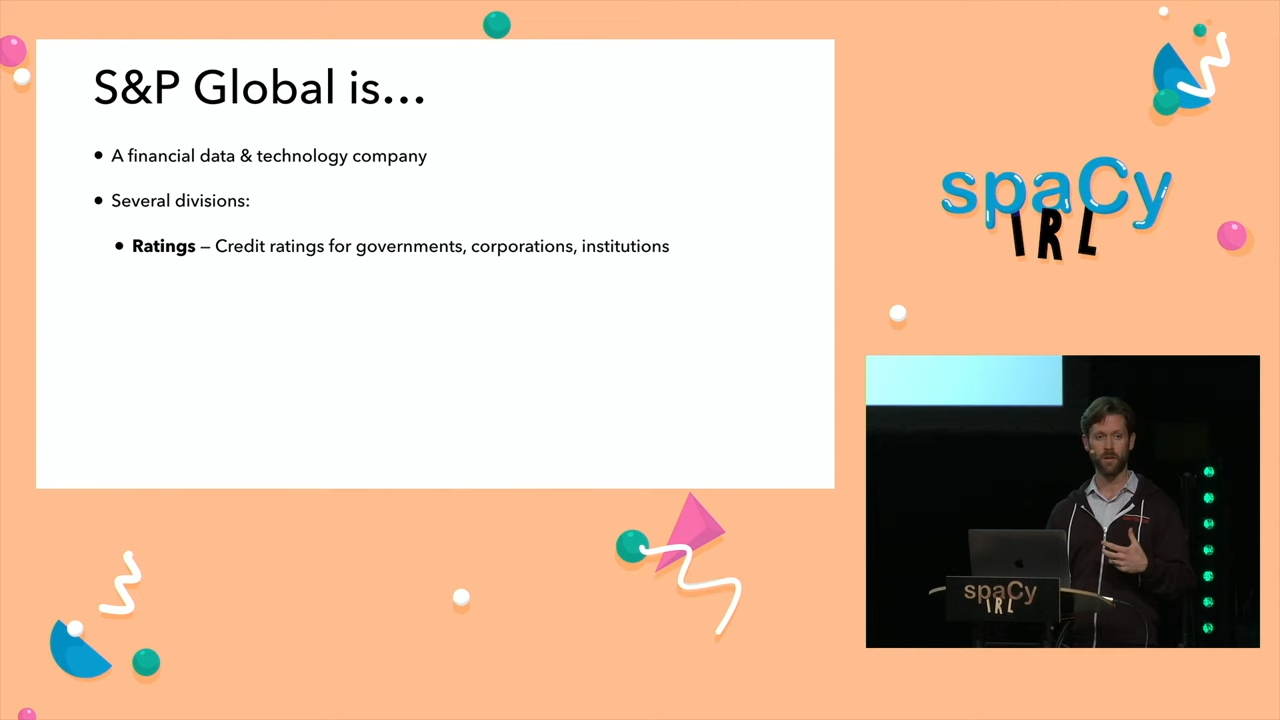 S&P Global is...
• A financial data & technology company
• Several divisions:
• Ratings – Credit ratings for governments, corporations, institutions
spaCy
IRL
spaCy
IRL